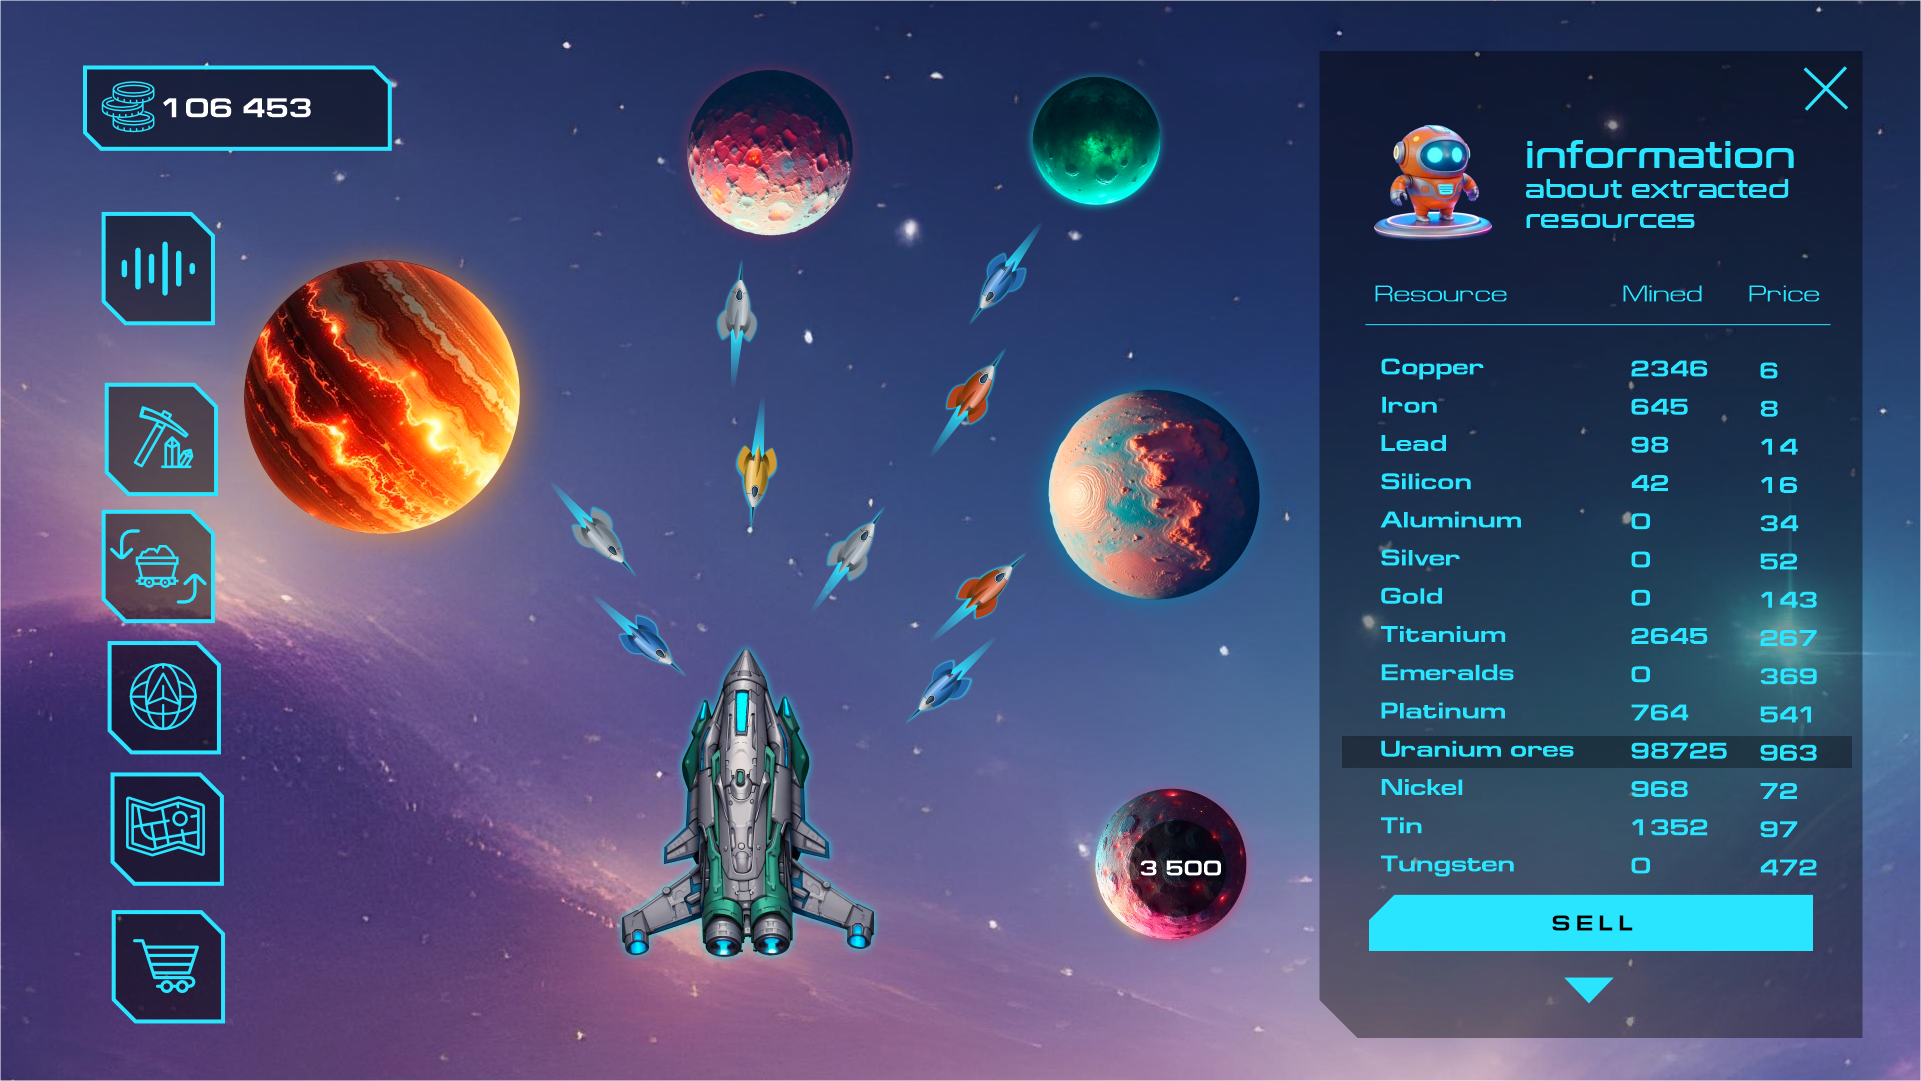 106 453
information
about extracted
resources
Resource Mined Price
Copper 2346 6
Iron 645 8
Lead 98 14
Silicon 42 16
Aluminum 0 34
Silver 0 52
Gold 0 143
Titanium 2645 267
Emeralds 0 369
Platinum 764 541
Uranium ores 98725 963
Nickel 968 72
Tin 1352 97
Tungsten 0 472
3 500
SELL